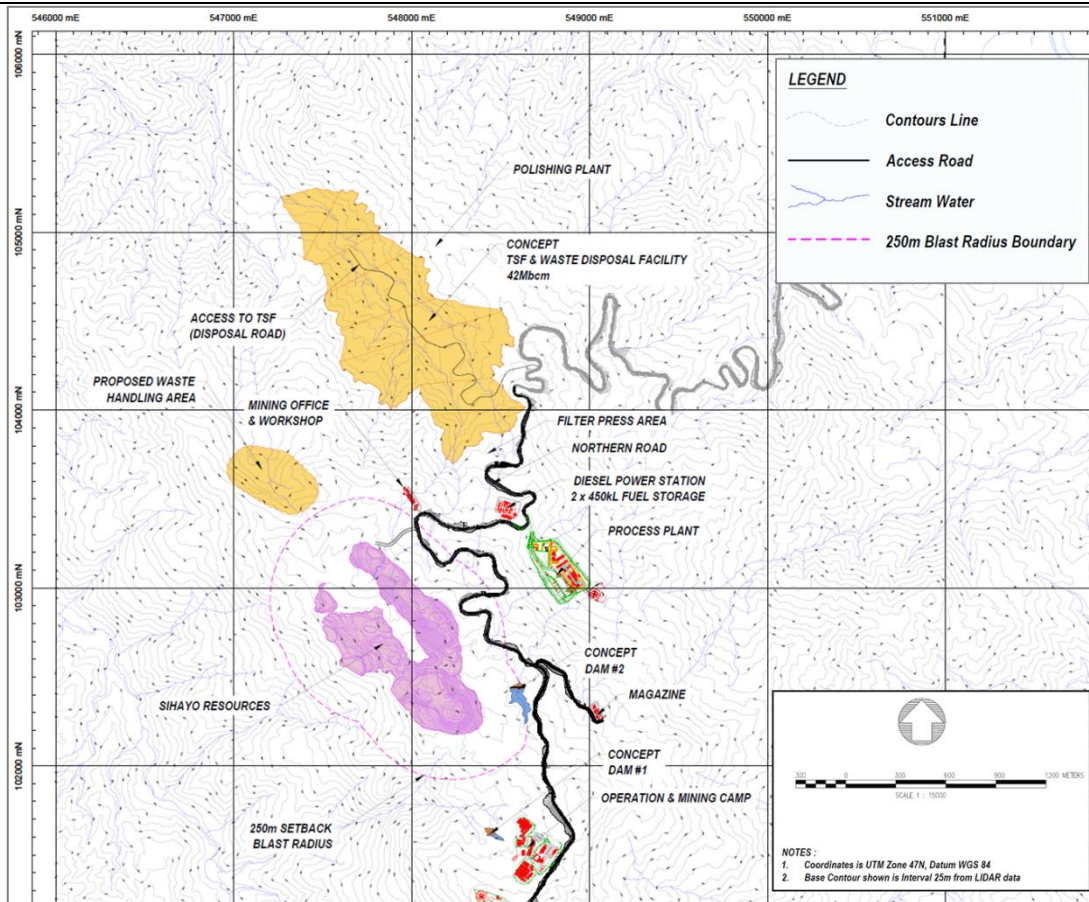 546000 mE
547000 mE
548000 mE
549000 mE
550000 mE
551000 mE
106000 mN
105000 mN
104000 mN
103000 mN
102000 mN
LEGEND
Contours Line
Access Road
Stream Water
250m Blast Radius Boundary
POLISHING PLANT
CONCEPT
TSF & WASTE DISPOSAL FACILITY
42Mbcm
ACCESS TO TSF
(DISPOSAL ROAD)
PROPOSED WASTE
HANDLING AREA
MINING OFFICE
& WORKSHOP
FILTER PRESS AREA
NORTHERN ROAD
DIESEL POWER STATION
2 x 450kL FUEL STORAGE
PROCESS PLANT
CONCEPT
DAM #2
MAGAZINE
SIHAYO RESOURCES
CONCEPT
DAM #1
OPERATION & MINING CAMP
250m SETBACK
BLAST RADIUS
300 0 300 600 900 1200 METERS
SCALE 1 : 15000
NOTES :
1. Coordinates is UTM Zone 47N, Datum WGS 84
2. Base Contour shown is Interval 25m from LIDAR data